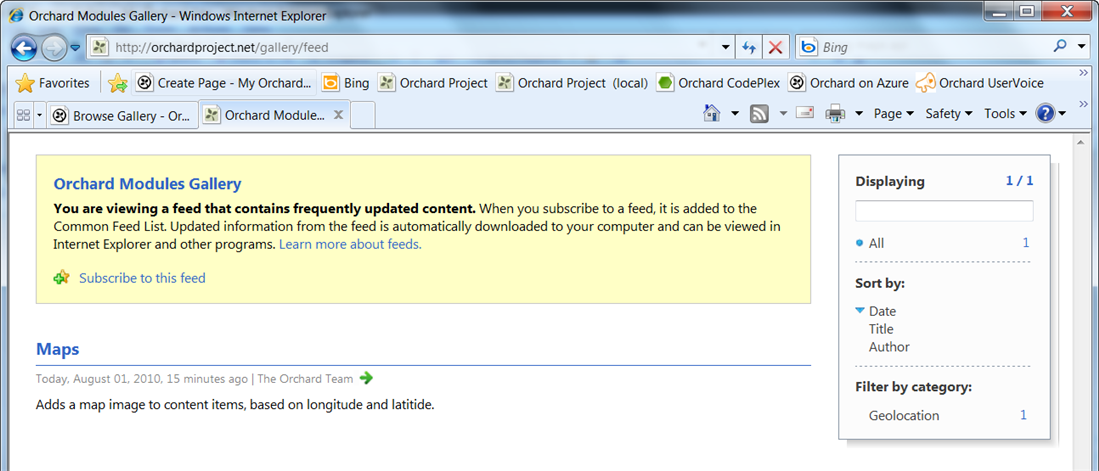 Orchard Modules Gallery - Windows Internet Explorer
http://orchardproject.net/gallery/feed
Bing
Favorites
Create Page - My Orchard...
Bing
Orchard Project
Orchard Project (local)
Orchard CodePlex
Orchard on Azure
Orchard UserVoice
Browse Gallery - Or...
Orchard Module...
Page
Safety
Tools
Orchard Modules Gallery
You are viewing a feed that contains frequently updated content. When you subscribe to a feed, it is added to the
Common Feed List. Updated information from the feed is automatically downloaded to your computer and can be viewed in
Internet Explorer and other programs. Learn more about feeds.
Subscribe to this feed
Maps
Today, August 01, 2010, 15 minutes ago | The Orchard Team
Adds a map image to content items, based on longitude and latitide.
Displaying 1 / 1
All 1
Sort by:
Date
Title
Author
Filter by category:
Geolocation 1